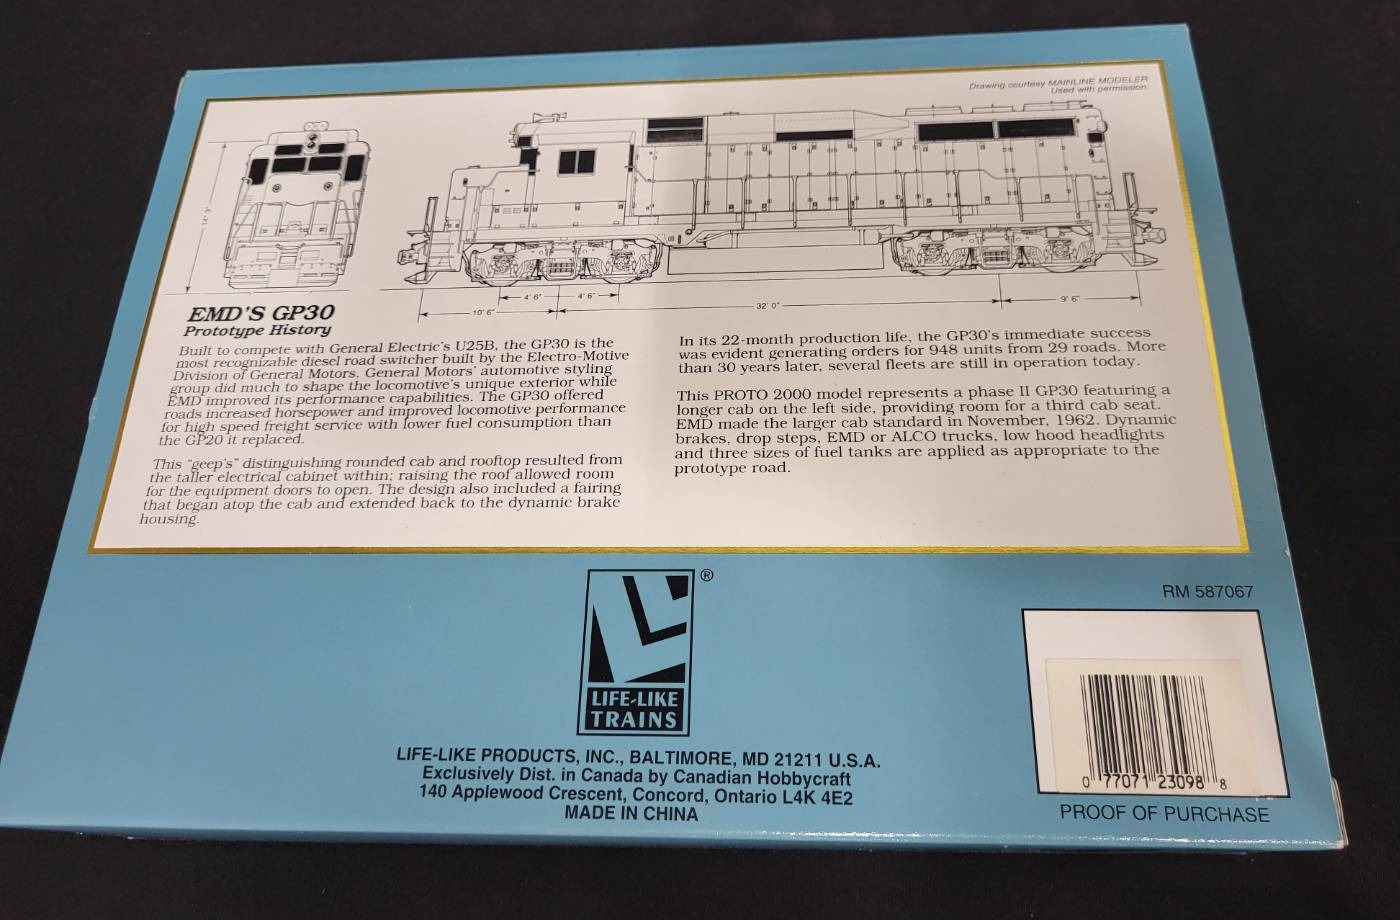 Drawing courtesy MAINLINE MODELER
Used with permission.
14' 3"
4' 6"
4' 6"
10' 6"
32' 0"
9' 6"
EMD'S GP30
Prototype History
Built to compete with General Electric's U25B, the GP30 is the
most recognizable diesel road switcher built by the Electro-Motive
Division of General Motors. General Motors' automotive styling
group did much to shape the locomotive's unique exterior while
EMD improved its performance capabilities. The GP30 offered
roads increased horsepower and improved locomotive performance
for high speed freight service with lower fuel consumption than
the GP20 it replaced.
This "geep's" distinguishing rounded cab and rooftop resulted from
the taller electrical cabinet within; raising the roof allowed room
for the equipment doors to open. The design also included a fairing
that began atop the cab and extended back to the dynamic brake
housing.
In its 22-month production life, the GP30's immediate success
was evident generating orders for 948 units from 29 roads. More
than 30 years later, several fleets are still in operation today.
This PROTO 2000 model represents a phase II GP30 featuring a
longer cab on the left side, providing room for a third cab seat.
EMD made the larger cab standard in November, 1962. Dynamic
brakes, drop steps, EMD or ALCO trucks, low hood headlights
and three sizes of fuel tanks are applied as appropriate to the
prototype road.
®
LIFE-LIKE
TRAINS
LIFE-LIKE PRODUCTS, INC., BALTIMORE, MD 21211 U.S.A.
Exclusively Dist. in Canada by Canadian Hobbycraft
140 Applewood Crescent, Concord, Ontario L4K 4E2
MADE IN CHINA
RM 587067
0 77071 23098 8
PROOF OF PURCHASE